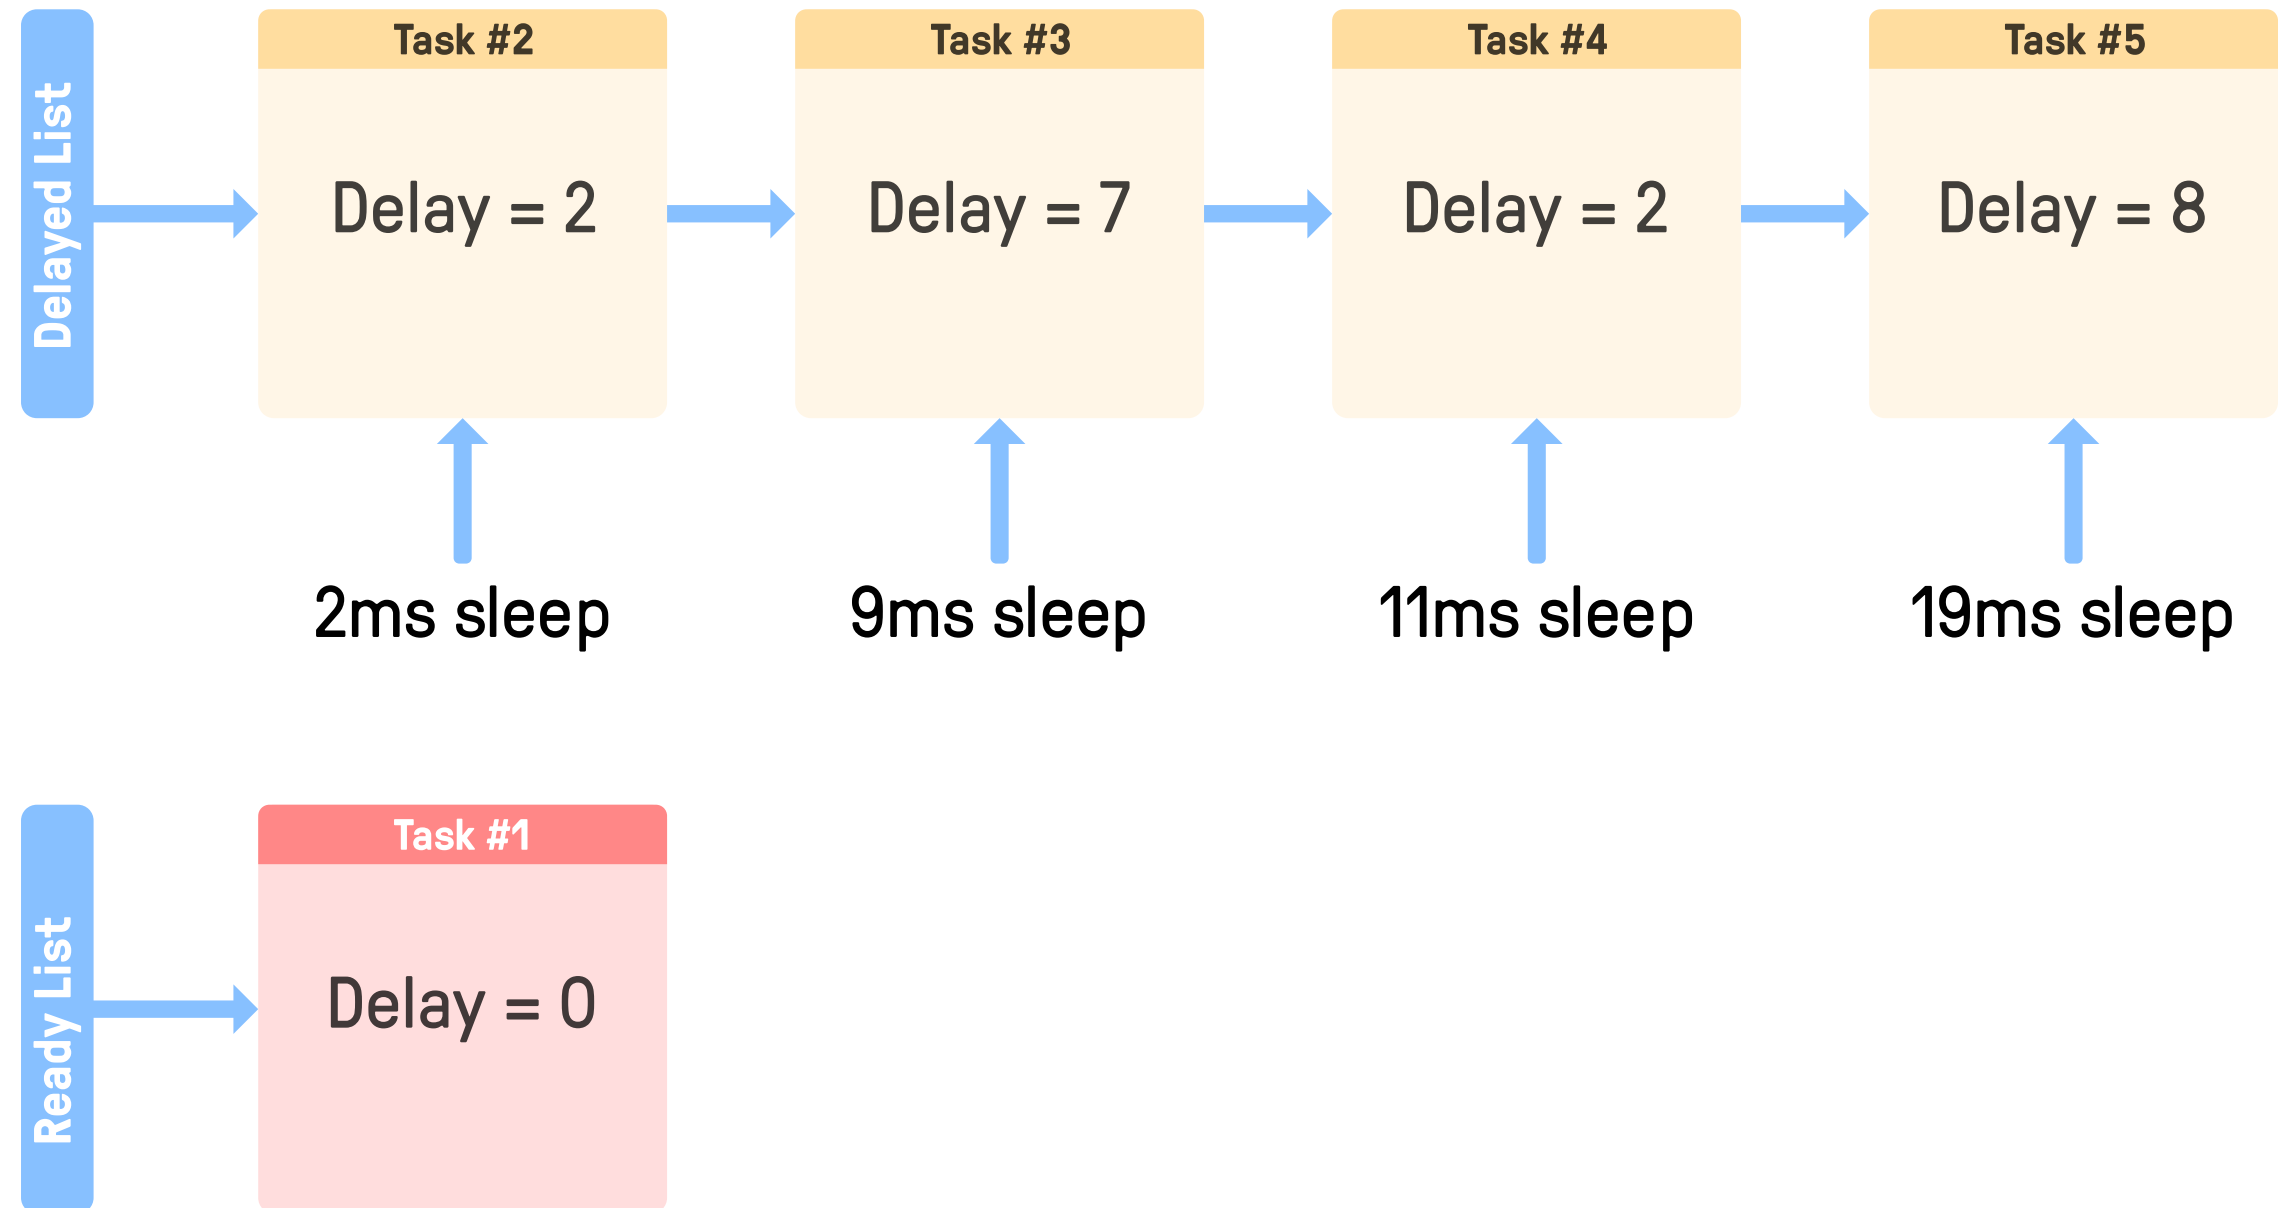 Delayed List
Task #2
Delay = 2
2ms sleep
Task #3
Delay = 7
9ms sleep
Task #4
Delay = 2
11ms sleep
Task #5
Delay = 8
19ms sleep
Ready List
Task #1
Delay = 0